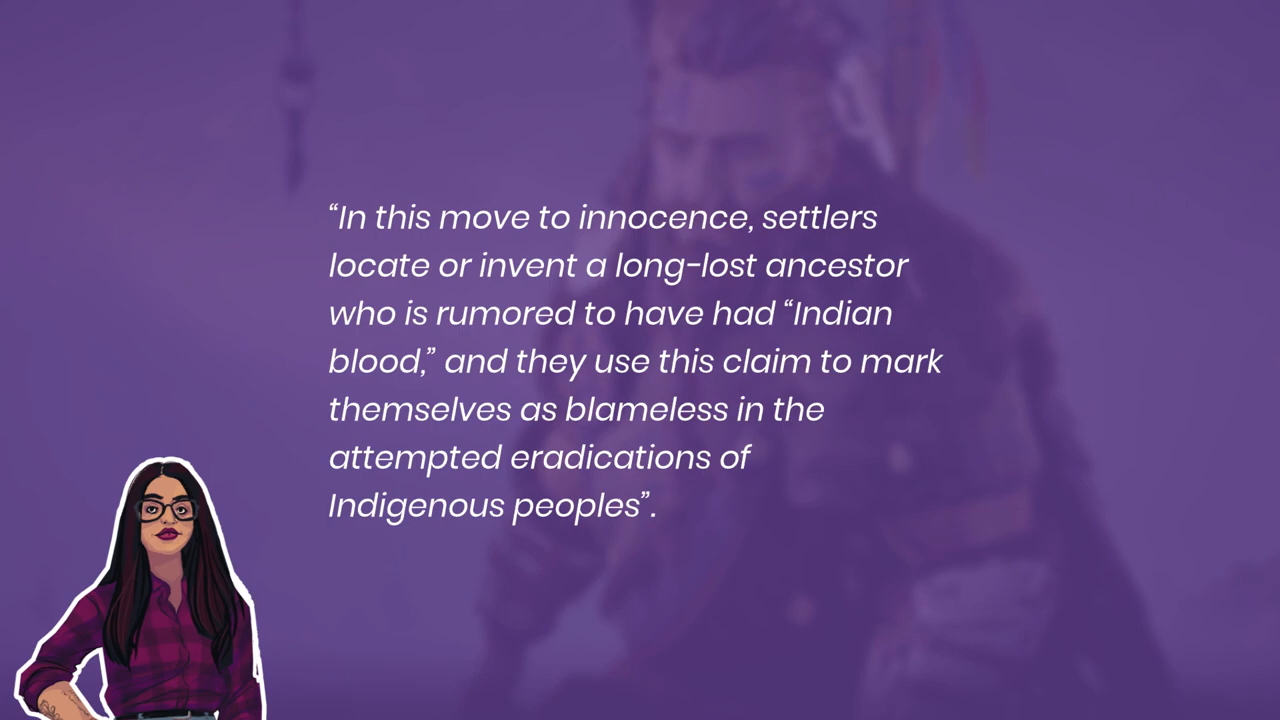 “In this move to innocence, settlers
locate or invent a long-lost ancestor
who is rumored to have had “Indian
blood,” and they use this claim to mark
themselves as blameless in the
attempted eradications of
Indigenous peoples”.